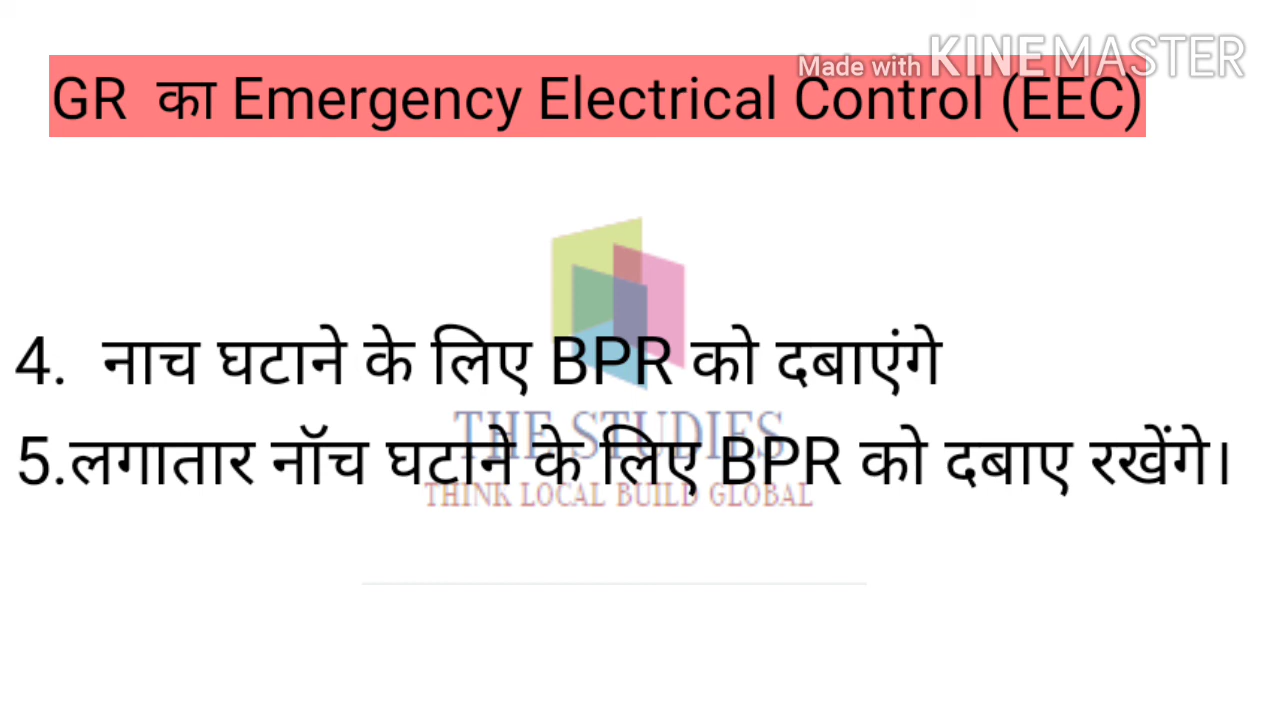 Made with KINEMASTER
GR का Emergency Electrical Control (EEC)
4. नाच घटाने के लिए BPR को दबाएंगे
THE STUDIES
5.लगातार नॉच घटाने के लिए BPR को दबाए रखेंगे।
THINK LOCAL BUILD GLOBAL